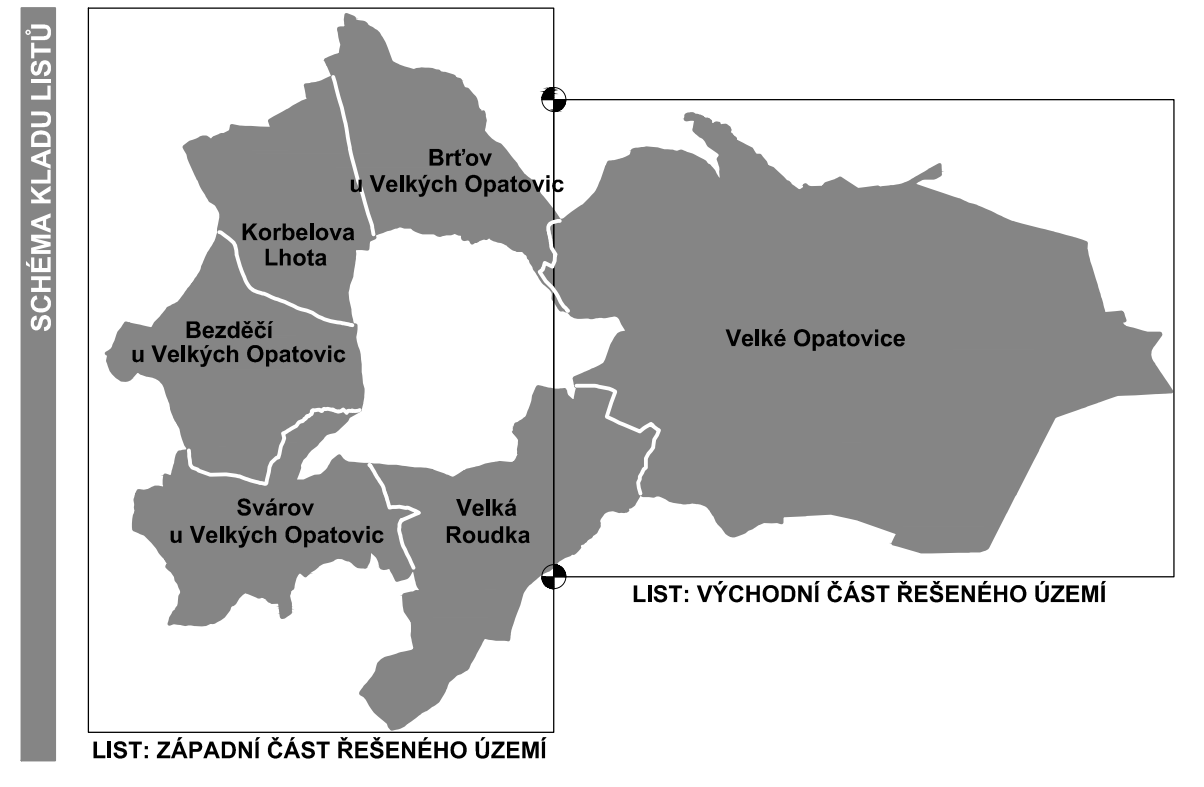 SCHÉMA KLADU LISTŮ
Brťov
u Velkých Opatovic
Korbelova
Lhota
Bezděčí
u Velkých Opatovic
Velké Opatovice
Svárov
u Velkých Opatovic
Velká
Roudka
LIST: VÝCHODNÍ ČÁST ŘEŠENÉHO ÚZEMÍ
LIST: ZÁPADNÍ ČÁST ŘEŠENÉHO ÚZEMÍ